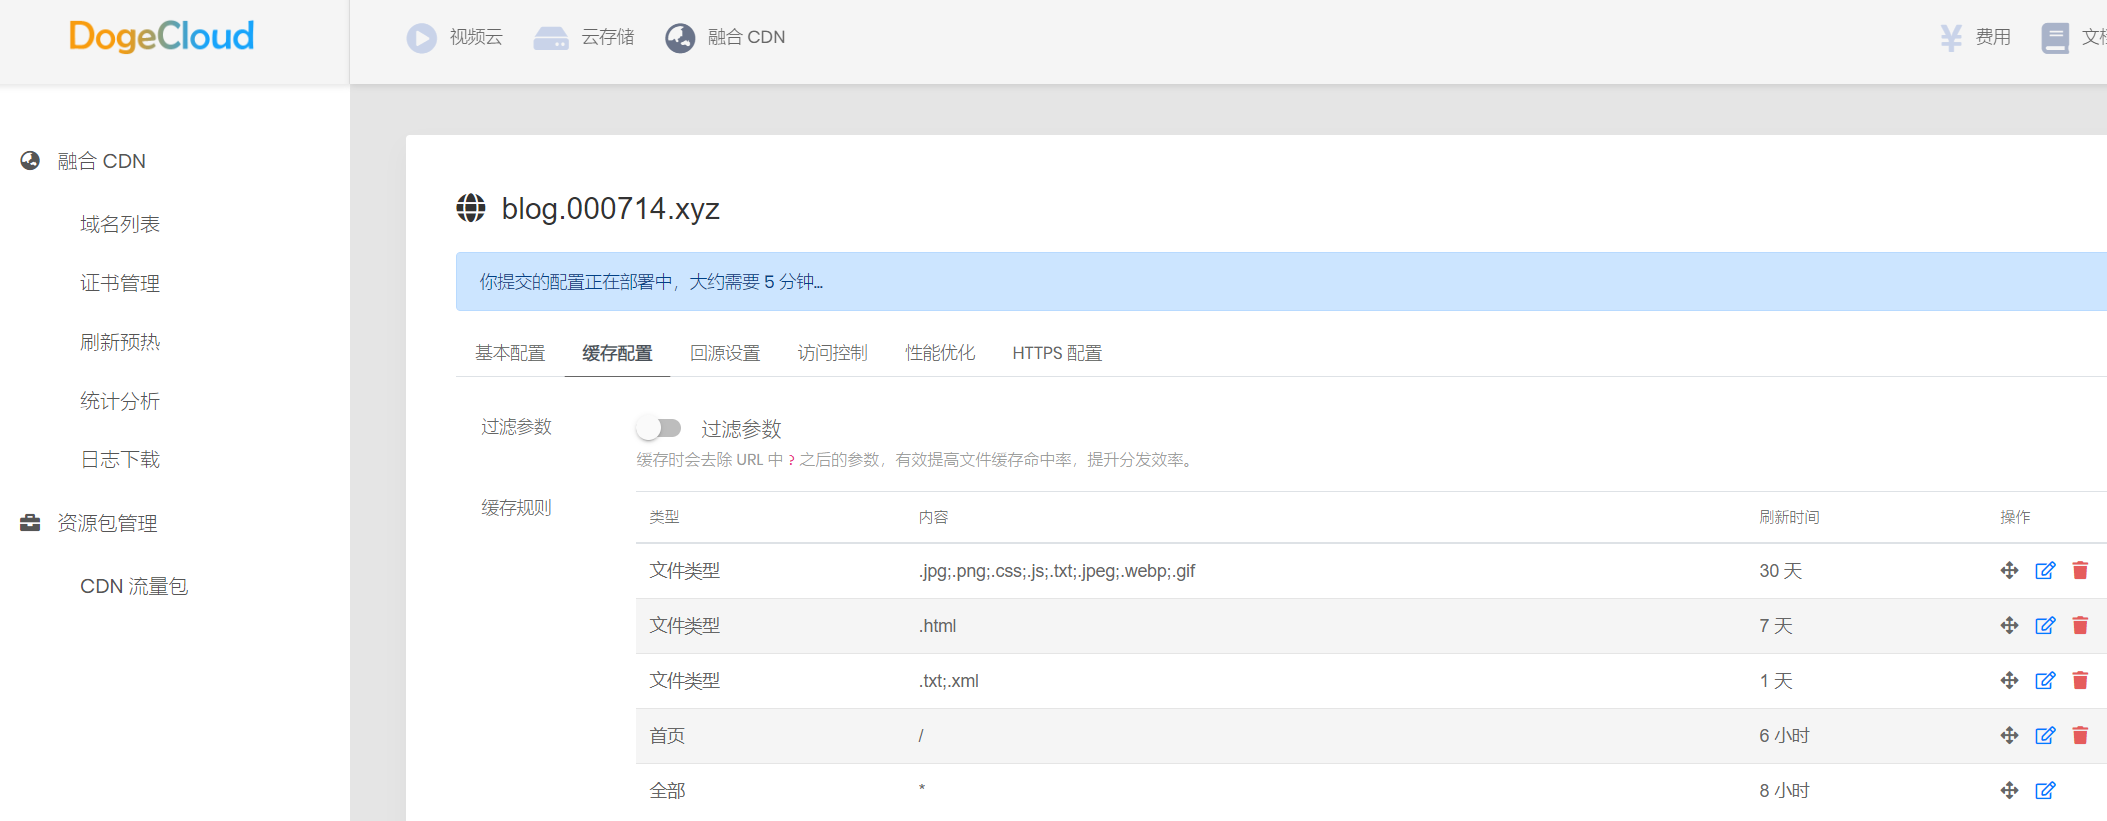 DogeCloud
视频云 云存储 融合 CDN 费用
融合 CDN
域名列表
证书管理
刷新预热
统计分析
日志下载
资源包管理
CDN 流量包
blog.000714.xyz
你提交的配置正在部署中，大约需要 5 分钟...
基本配置 缓存配置 回源设置 访问控制 性能优化 HTTPS 配置
过滤参数 过滤参数
缓存时会去除 URL 中 ? 之后的参数，有效提高文件缓存命中率，提升分发效率。
缓存规则
类型 内容 刷新时间 操作
文件类型 .jpg;.png;.css;.js;.txt;.jpeg;.webp;.gif 30 天
文件类型 .html 7 天
文件类型 .txt;.xml 1 天
首页 / 6 小时
全部 * 8 小时